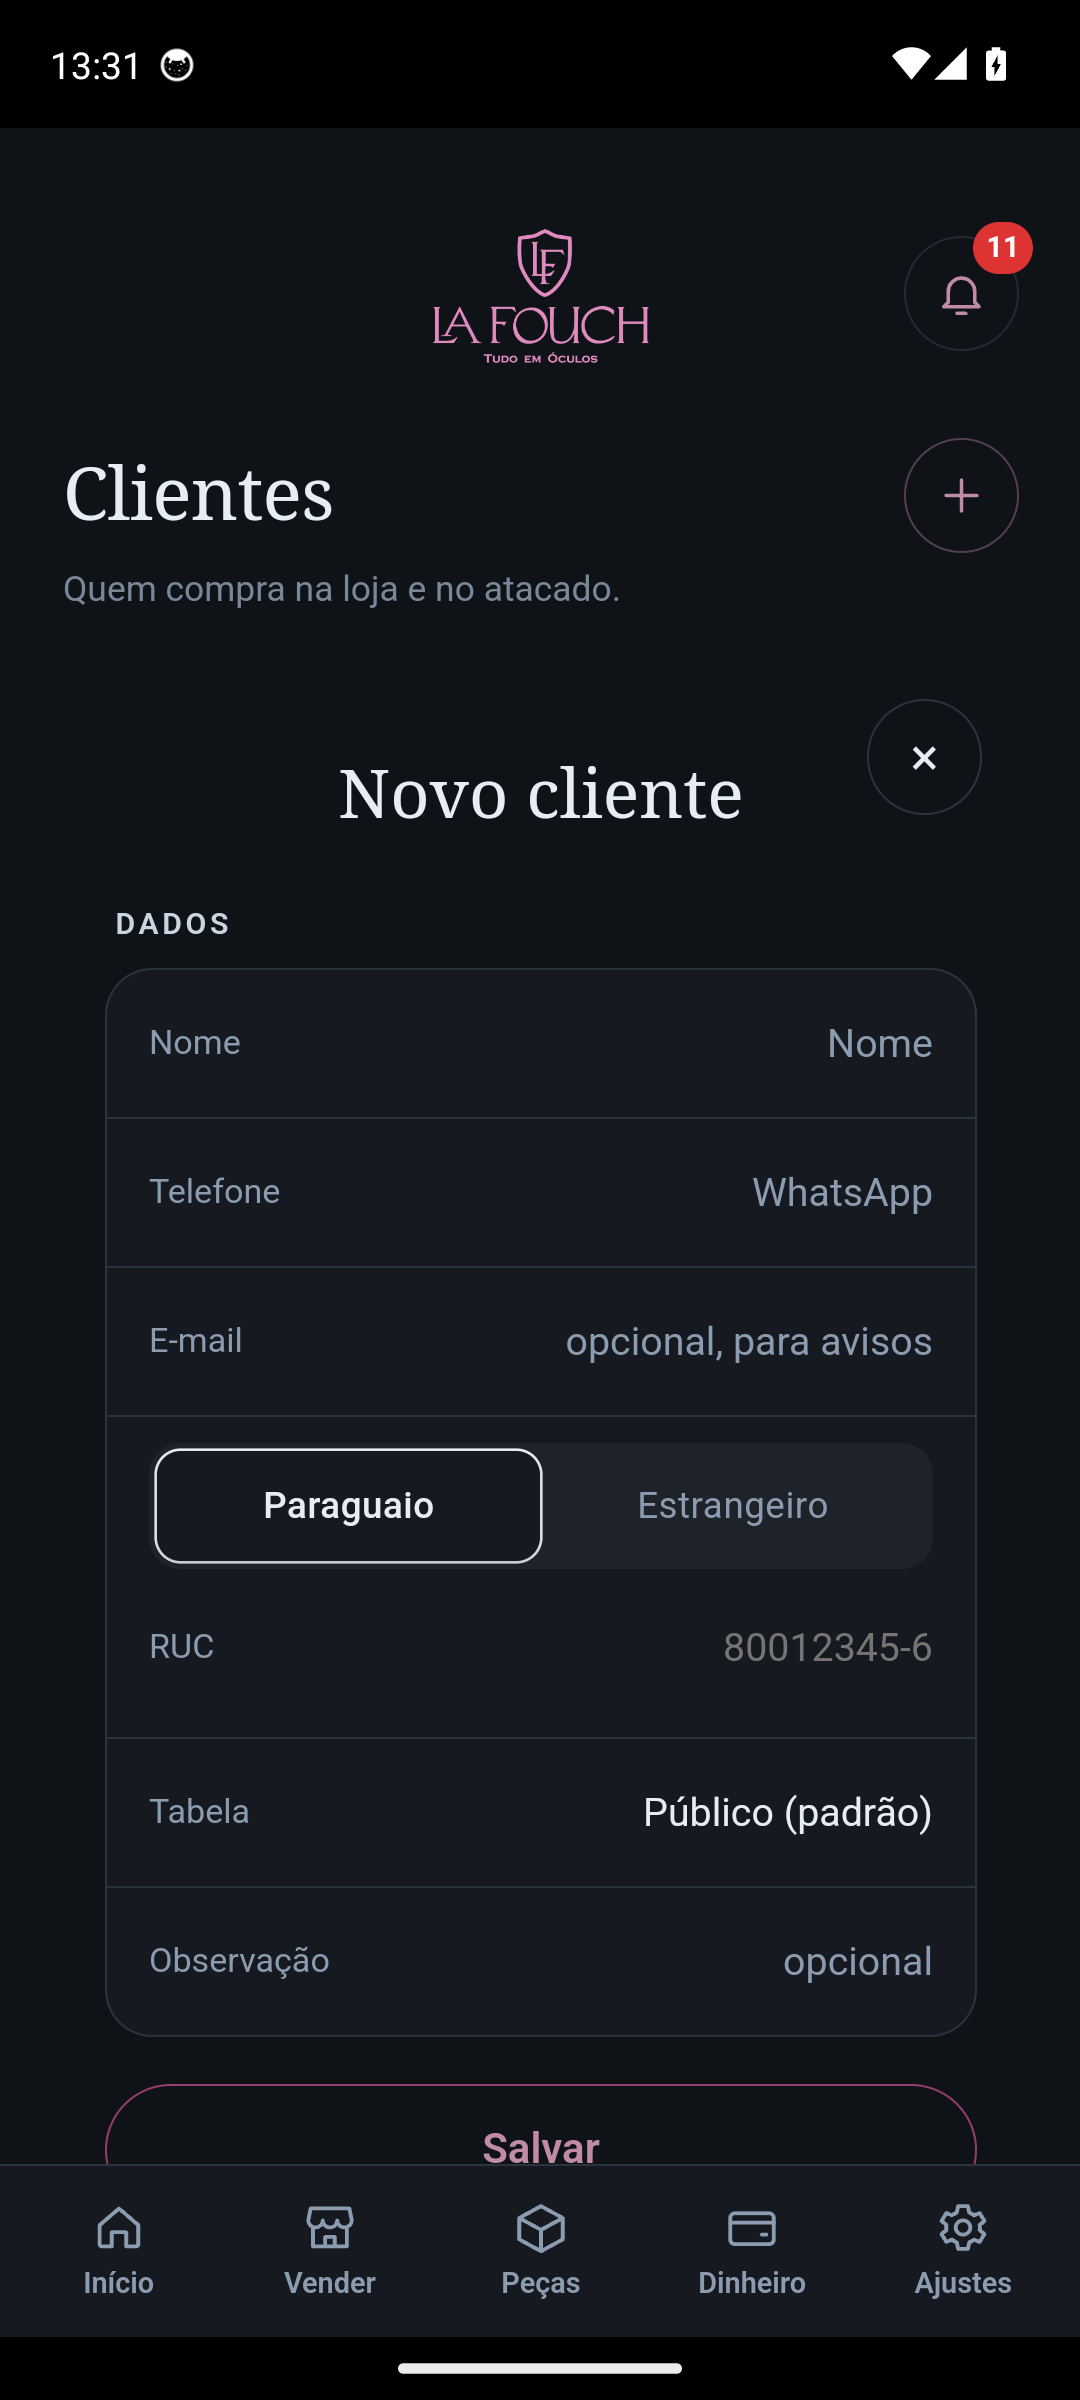 13:31
LF
LA FOUCH
TUDO EM ÓCULOS
11
Clientes
Quem compra na loja e no atacado.
Novo cliente
DADOS
Nome Nome
Telefone WhatsApp
E-mail opcional, para avisos
Paraguaio Estrangeiro
RUC 80012345-6
Tabela Público (padrão)
Observação opcional
Salvar
Início Vender Peças Dinheiro Ajustes